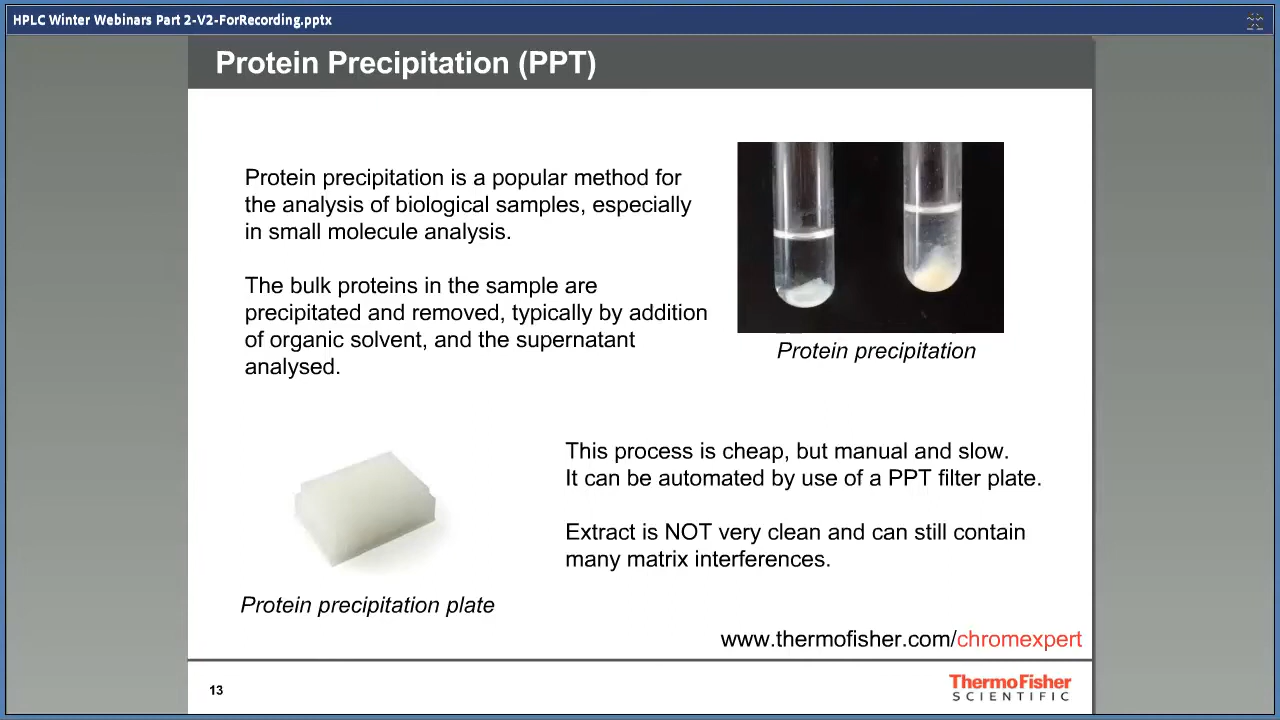 HPLC Winter Webinars Part 2-V2-ForRecording.pptx
Protein Precipitation (PPT)
Protein precipitation is a popular method for
the analysis of biological samples, especially
in small molecule analysis.
The bulk proteins in the sample are
precipitated and removed, typically by addition
of organic solvent, and the supernatant
analysed.
Protein precipitation
This process is cheap, but manual and slow.
It can be automated by use of a PPT filter plate.
Extract is NOT very clean and can still contain
many matrix interferences.
Protein precipitation plate
www.thermofisher.com/chromexpert
13
ThermoFisher
SCIENTIFIC